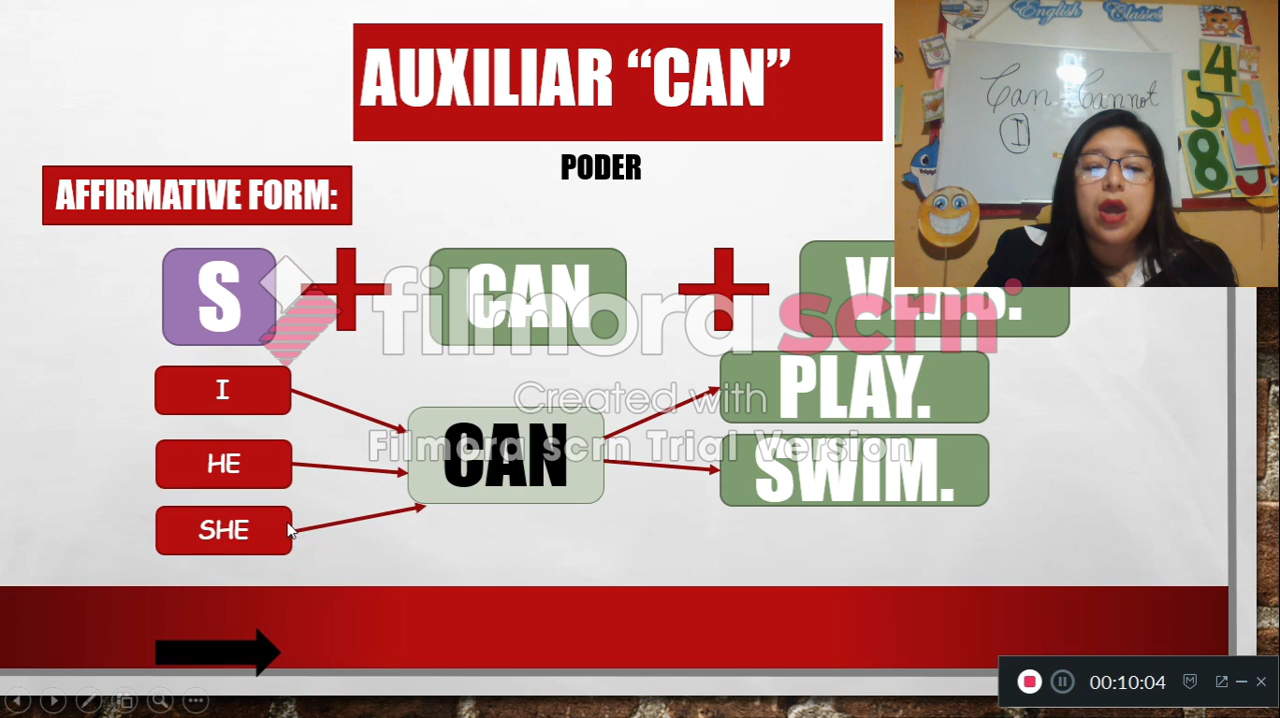 AUXILIAR “CAN”
English Classes
Can - Cannot
I
4
3
9
8
PODER
AFFIRMATIVE FORM:
S + CAN + VERB.
filmora scrn
Created with
Filmora scrn Trial Version
I
HE
SHE
CAN
PLAY.
SWIM.
00:10:04